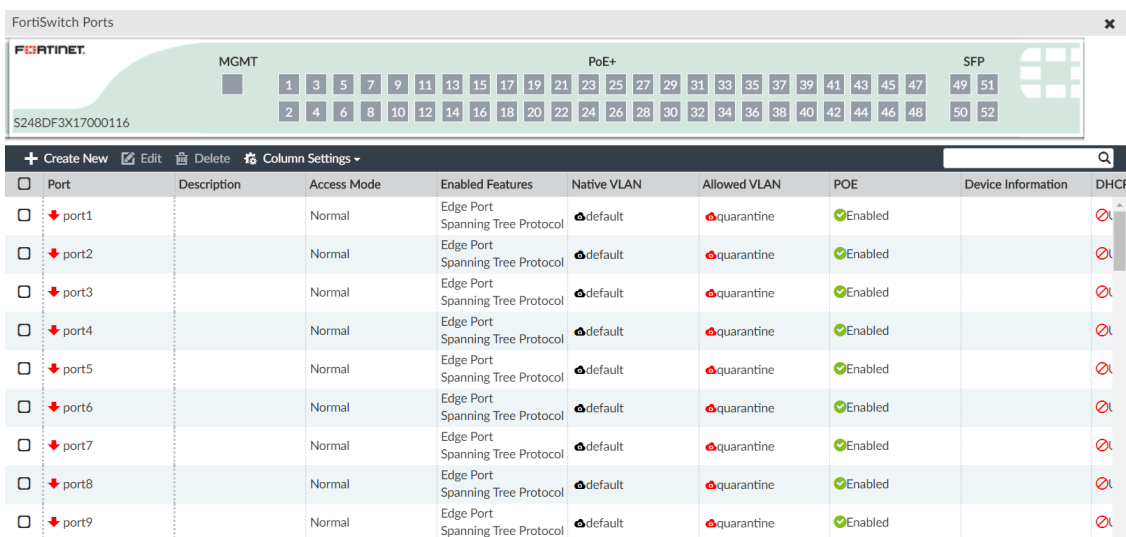 FortiSwitch Ports
FORTINET
MGMT PoE+ SFP
1 3 5 7 9 11 13 15 17 19 21 23 25 27 29 31 33 35 37 39 41 43 45 47 49 51
2 4 6 8 10 12 14 16 18 20 22 24 26 28 30 32 34 36 38 40 42 44 46 48 50 52
S248DF3X17000116
Create New Edit Delete Column Settings
Port Description Access Mode Enabled Features Native VLAN Allowed VLAN POE Device Information
port1 Normal Edge Port default quarantine Enabled
Spanning Tree Protocol
port2 Normal Edge Port default quarantine Enabled
Spanning Tree Protocol
port3 Normal Edge Port default quarantine Enabled
Spanning Tree Protocol
port4 Normal Edge Port default quarantine Enabled
Spanning Tree Protocol
port5 Normal Edge Port default quarantine Enabled
Spanning Tree Protocol
port6 Normal Edge Port default quarantine Enabled
Spanning Tree Protocol
port7 Normal Edge Port default quarantine Enabled
Spanning Tree Protocol
port8 Normal Edge Port default quarantine Enabled
Spanning Tree Protocol
port9 Normal Edge Port default quarantine Enabled
Spanning Tree Protocol